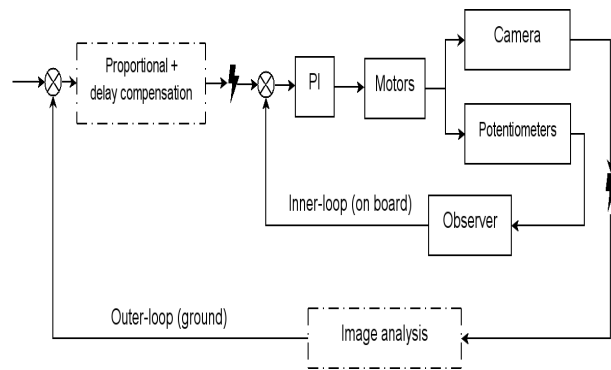 Camera
Proportional +
delay compensation
PI
Motors
Potentiometers
Inner-loop (on board)
Observer
Outer-loop (ground)
Image analysis